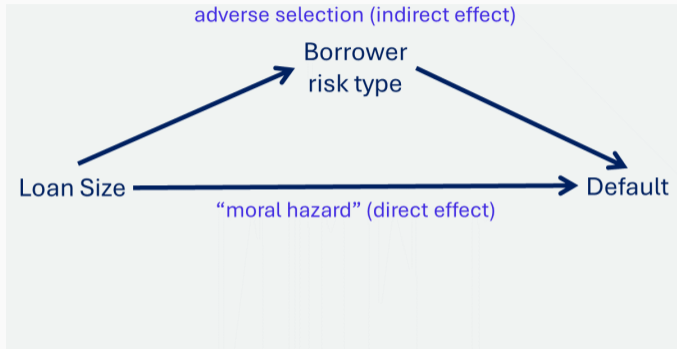 adverse selection (indirect effect)
Borrower
risk type
Loan Size
Default
“moral hazard” (direct effect)